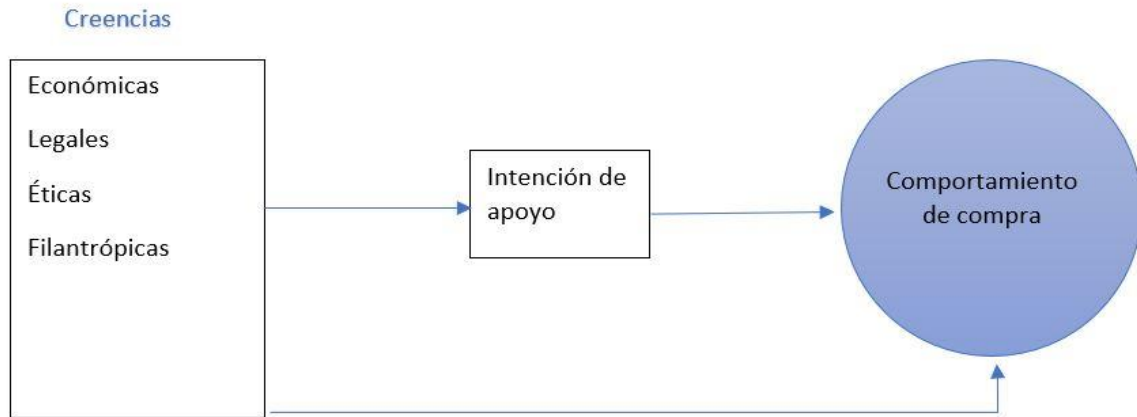 Creencias
Económicas
Legales
Éticas
Filantrópicas
Intención de
apoyo
Comportamiento
de compra